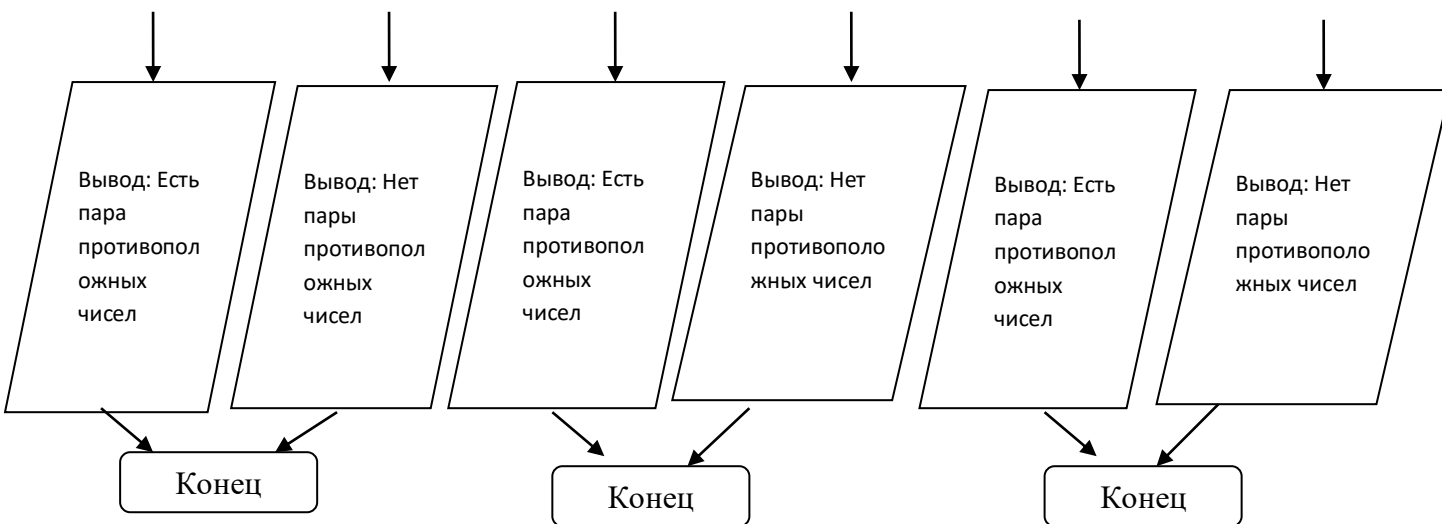 Вывод: Есть
пара
противопол
ожных
чисел
Вывод: Нет
пары
противопол
ожных
чисел
Вывод: Есть
пара
противопол
ожных
чисел
Вывод: Нет
пары
противополо
жных чисел
Вывод: Есть
пара
противопол
ожных
чисел
Вывод: Нет
пары
противополо
жных чисел
Конец
Конец
Конец